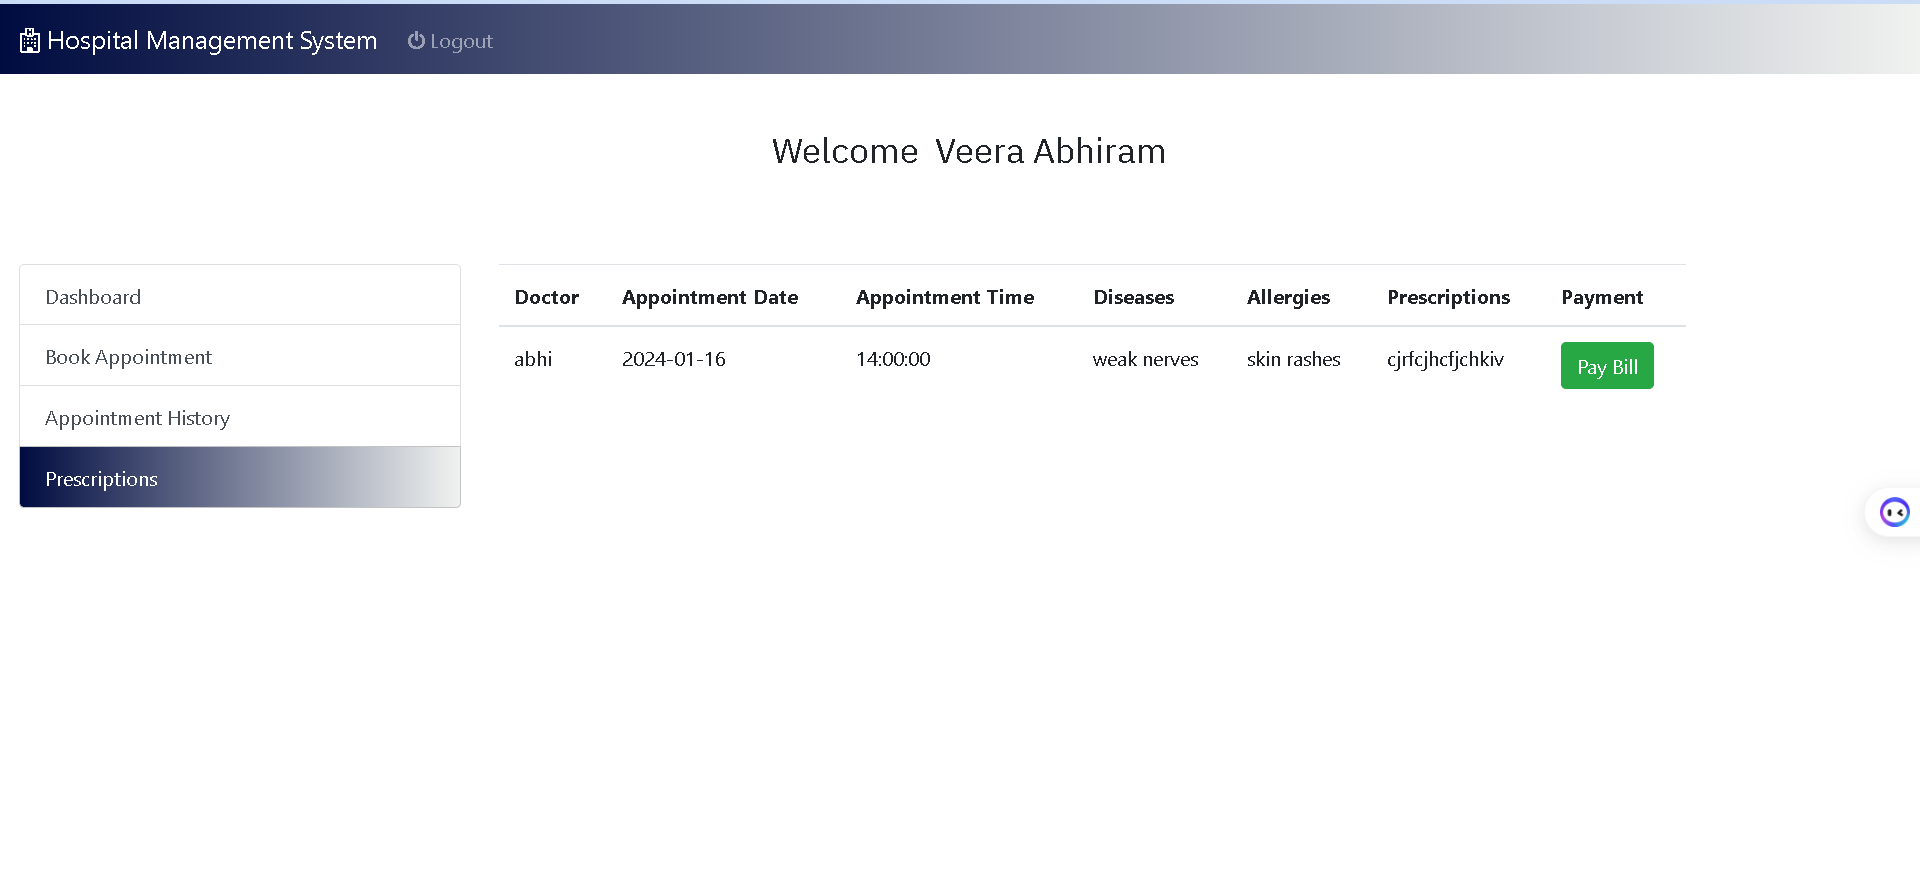 Hospital Management System Logout
Welcome Veera Abhiram
Dashboard
Book Appointment
Appointment History
Prescriptions
Doctor Appointment Date Appointment Time Diseases Allergies Prescriptions Payment
abhi 2024-01-16 14:00:00 weak nerves skin rashes cjrfcjhcfjchkiv Pay Bill